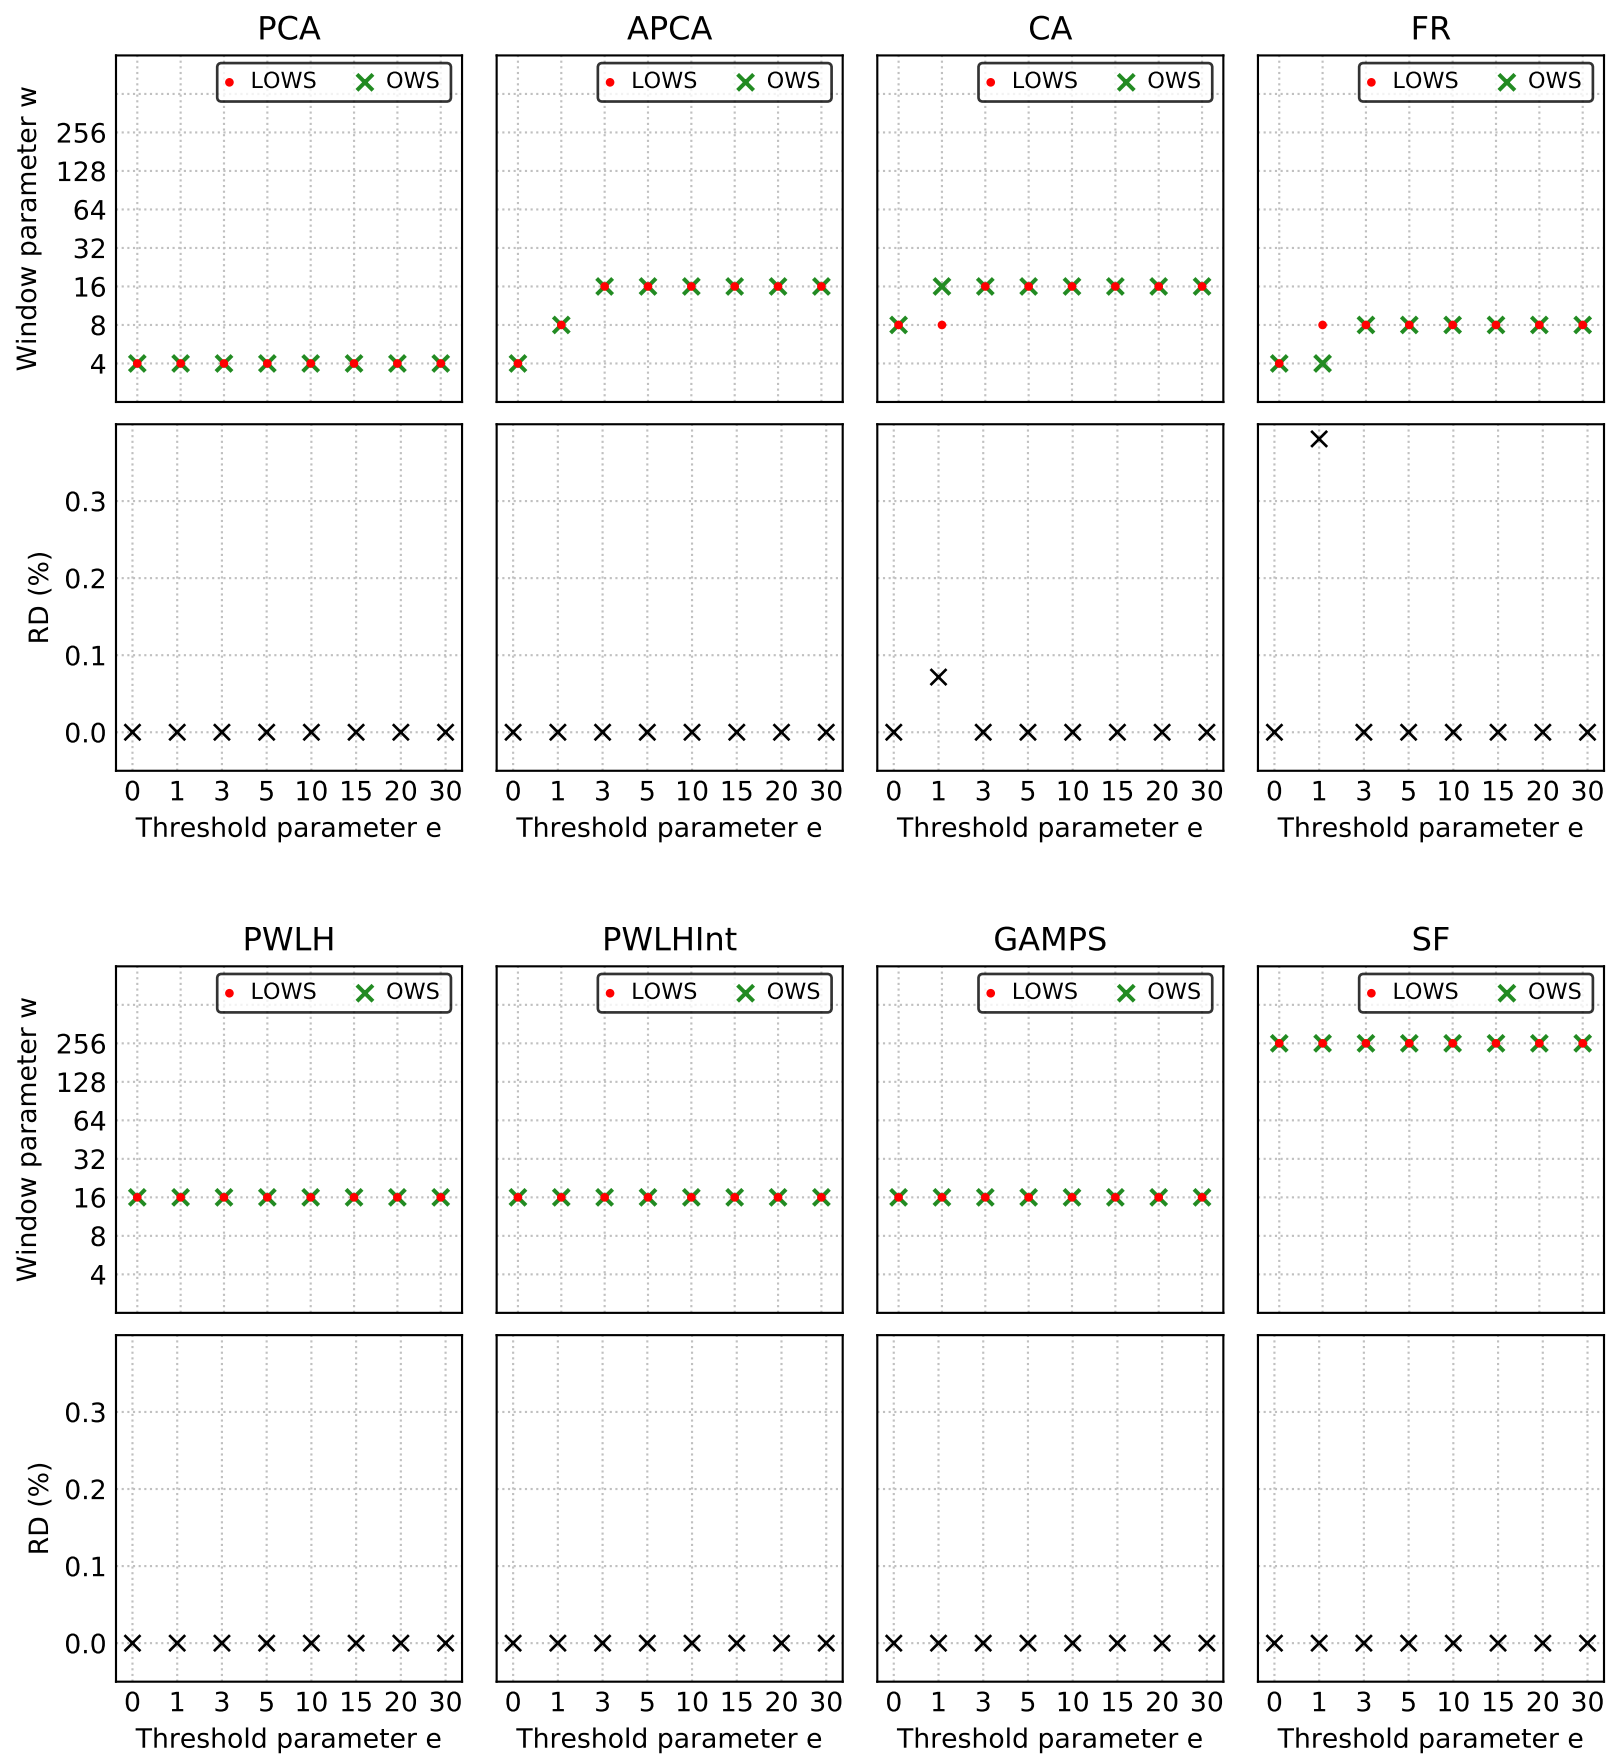 PCA APCA CA FR
LOWS OWS LOWS OWS LOWS OWS LOWS OWS
Window parameter w
256
128
64
32
16
8
4
RD (%)
0.3
0.2
0.1
0.0
0 1 3 5 10 15 20 30 0 1 3 5 10 15 20 30 0 1 3 5 10 15 20 30 0 1 3 5 10 15 20 30
Threshold parameter e Threshold parameter e Threshold parameter e Threshold parameter e
PWLH PWLHInt GAMPS SF
LOWS OWS LOWS OWS LOWS OWS LOWS OWS
Window parameter w
256
128
64
32
16
8
4
RD (%)
0.3
0.2
0.1
0.0
0 1 3 5 10 15 20 30 0 1 3 5 10 15 20 30 0 1 3 5 10 15 20 30 0 1 3 5 10 15 20 30
Threshold parameter e Threshold parameter e Threshold parameter e Threshold parameter e